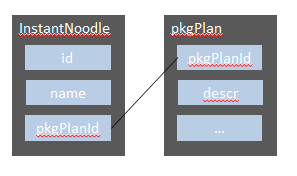 InstantNoodle
id
name
pkgPlanId
pkgPlan
pkgPlanId
descr
...